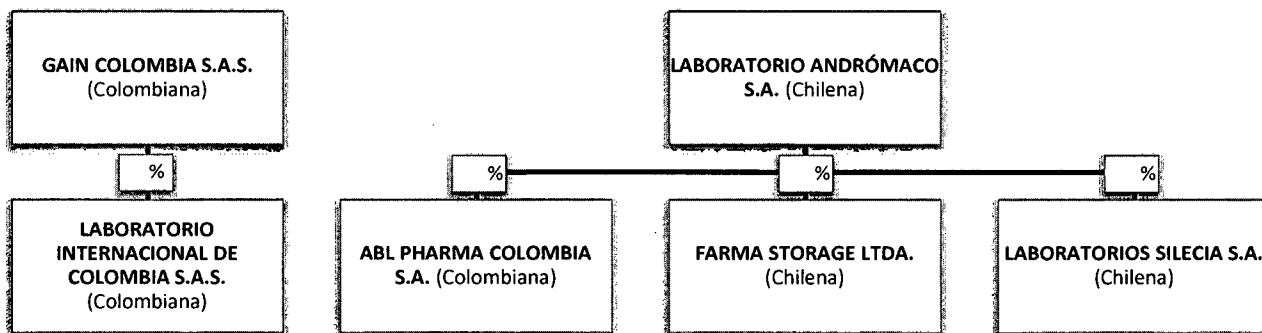 GAIN COLOMBIA S.A.S.
(Colombiana)
LABORATORIO ANDRÓMACO
S.A. (Chilena)
%
%
%
%
LABORATORIO
INTERNACIONAL DE
COLOMBIA S.A.S.
(Colombiana)
ABL PHARMA COLOMBIA
S.A. (Colombiana)
FARMA STORAGE LTDA.
(Chilena)
LABORATORIOS SILECIA S.A.
(Chilena)